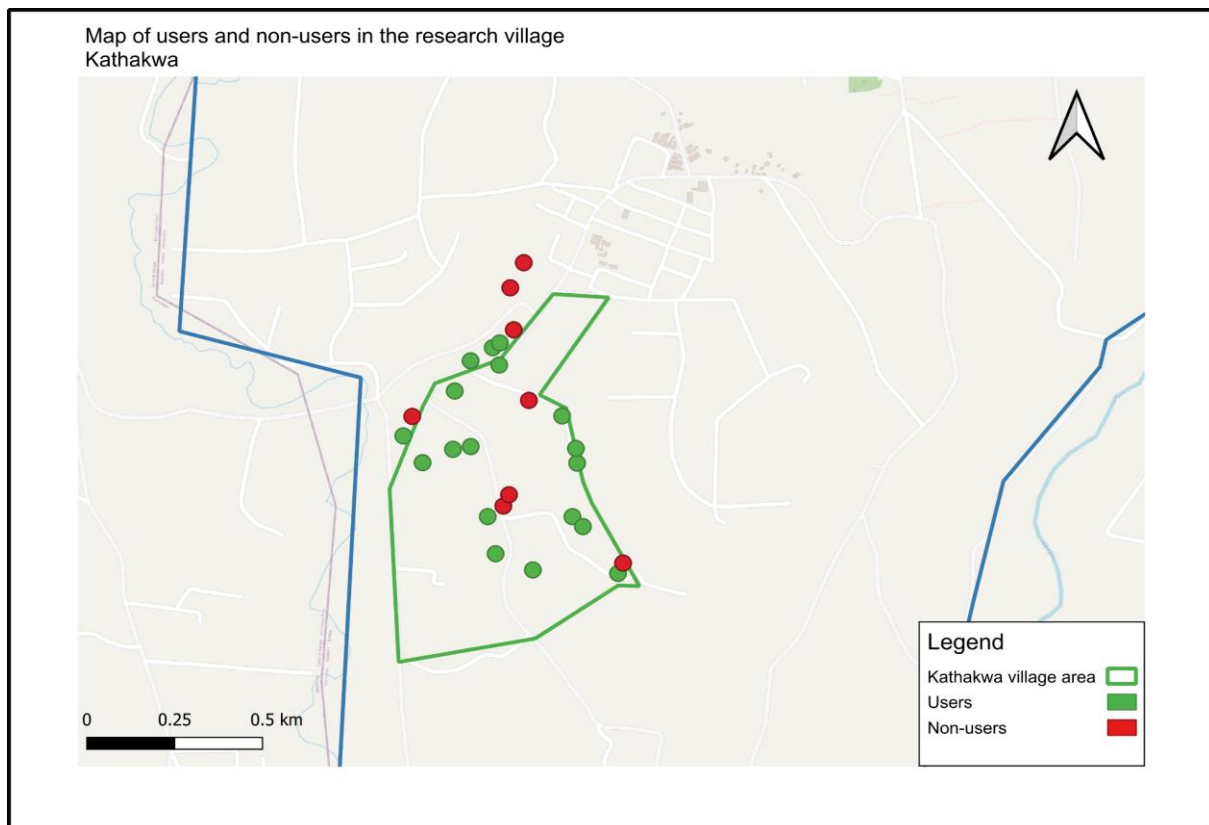 Map of users and non-users in the research village
Kathakwa
0 0.25 0.5 km
Legend
Kathakwa village area
Users
Non-users